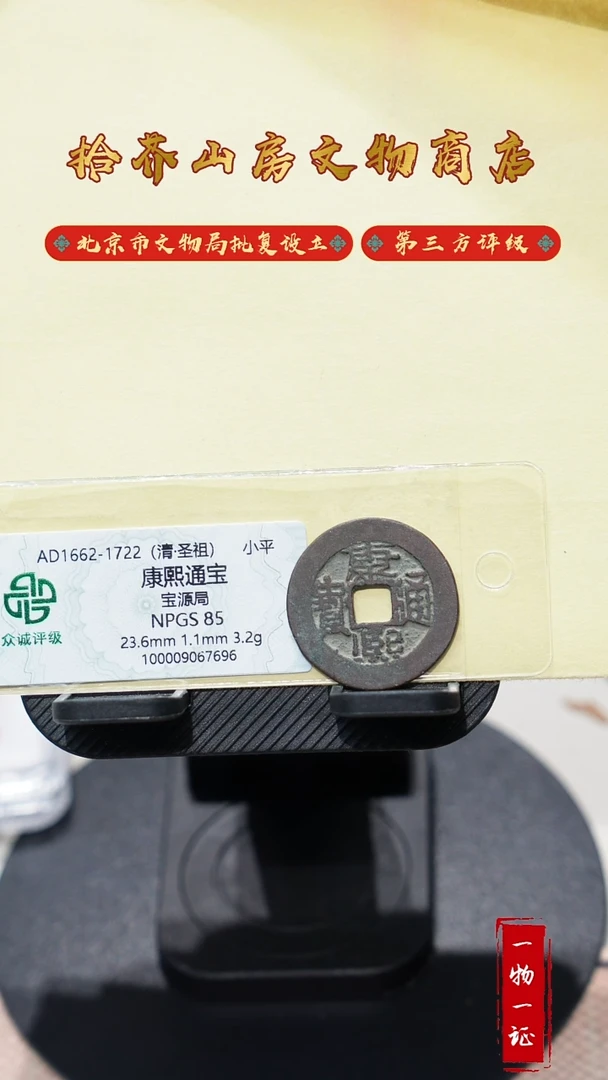 拾芥山房文物商店
北京市文物局批复设立
第三方评级
AD1662-1722（清·圣祖） 小平
康熙通宝
宝源局
NPGS 85
23.6mm 1.1mm 3.2g
100009067696
众诚评级
康熙通寶
一物一证